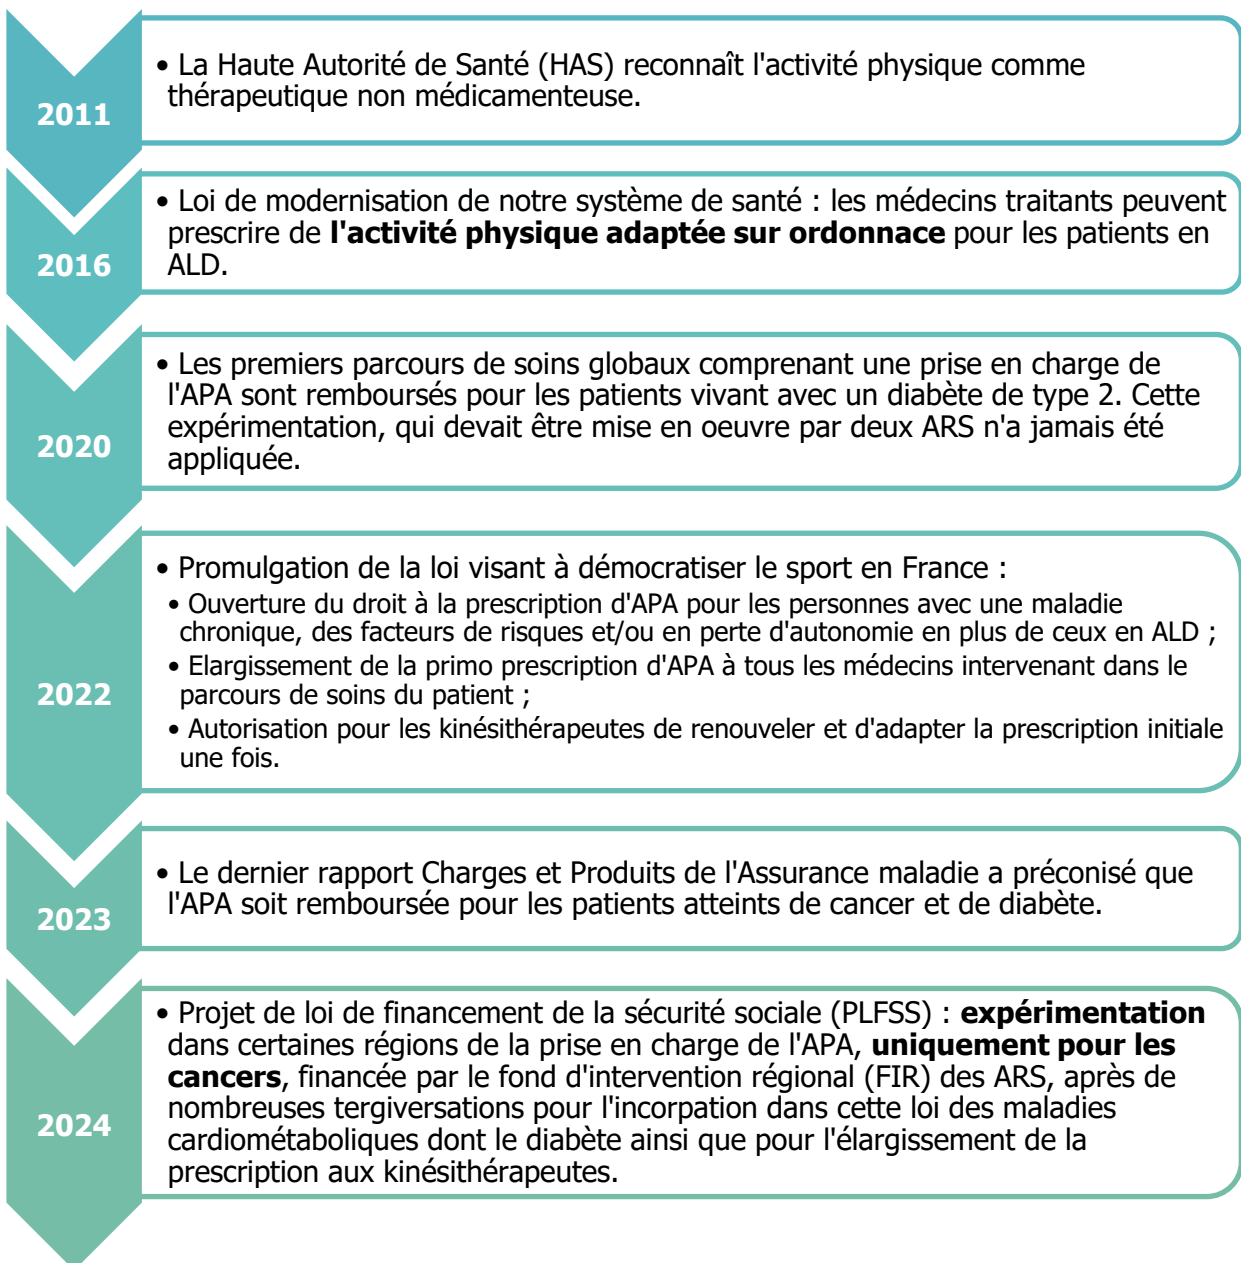 2011
• La Haute Autorité de Santé (HAS) reconnaît l'activité physique comme
thérapeutique non médicamenteuse.
2016
• Loi de modernisation de notre système de santé : les médecins traitants peuvent
prescrire de l'activité physique adaptée sur ordonnace pour les patients en
ALD.
2020
• Les premiers parcours de soins globaux comprenant une prise en charge de
l'APA sont remboursés pour les patients vivant avec un diabète de type 2. Cette
expérimentation, qui devait être mise en oeuvre par deux ARS n'a jamais été
appliquée.
2022
• Promulgation de la loi visant à démocratiser le sport en France :
• Ouverture du droit à la prescription d'APA pour les personnes avec une maladie
chronique, des facteurs de risques et/ou en perte d'autonomie en plus de ceux en ALD ;
• Elargissement de la primo prescription d'APA à tous les médecins intervenant dans le
parcours de soins du patient ;
• Autorisation pour les kinésithérapeutes de renouveler et d'adapter la prescription initiale
une fois.
2023
• Le dernier rapport Charges et Produits de l'Assurance maladie a préconisé que
l'APA soit remboursée pour les patients atteints de cancer et de diabète.
2024
• Projet de loi de financement de la sécurité sociale (PLFSS) : expérimentation
dans certaines régions de la prise en charge de l'APA, uniquement pour les
cancers, financée par le fond d'intervention régional (FIR) des ARS, après de
nombreuses tergiversations pour l'incorpation dans cette loi des maladies
cardiométaboliques dont le diabète ainsi que pour l'élargissement de la
prescription aux kinésithérapeutes.